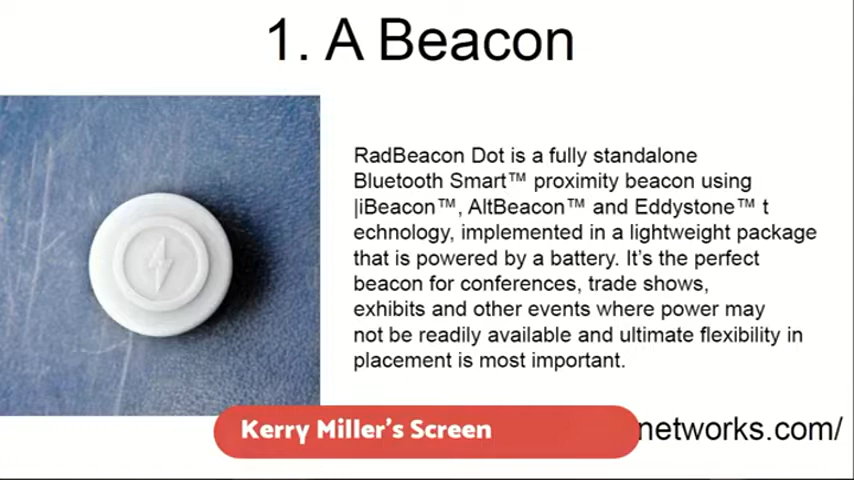 1. A Beacon
RadBeacon Dot is a fully standalone
Bluetooth Smart™ proximity beacon using
|iBeacon™, AltBeacon™ and Eddystone™ t
echnology, implemented in a lightweight package
that is powered by a battery. It’s the perfect
beacon for conferences, trade shows,
exhibits and other events where power may
not be readily available and ultimate flexibility in
placement is most important.
Kerry Miller’s Screen
networks.com/